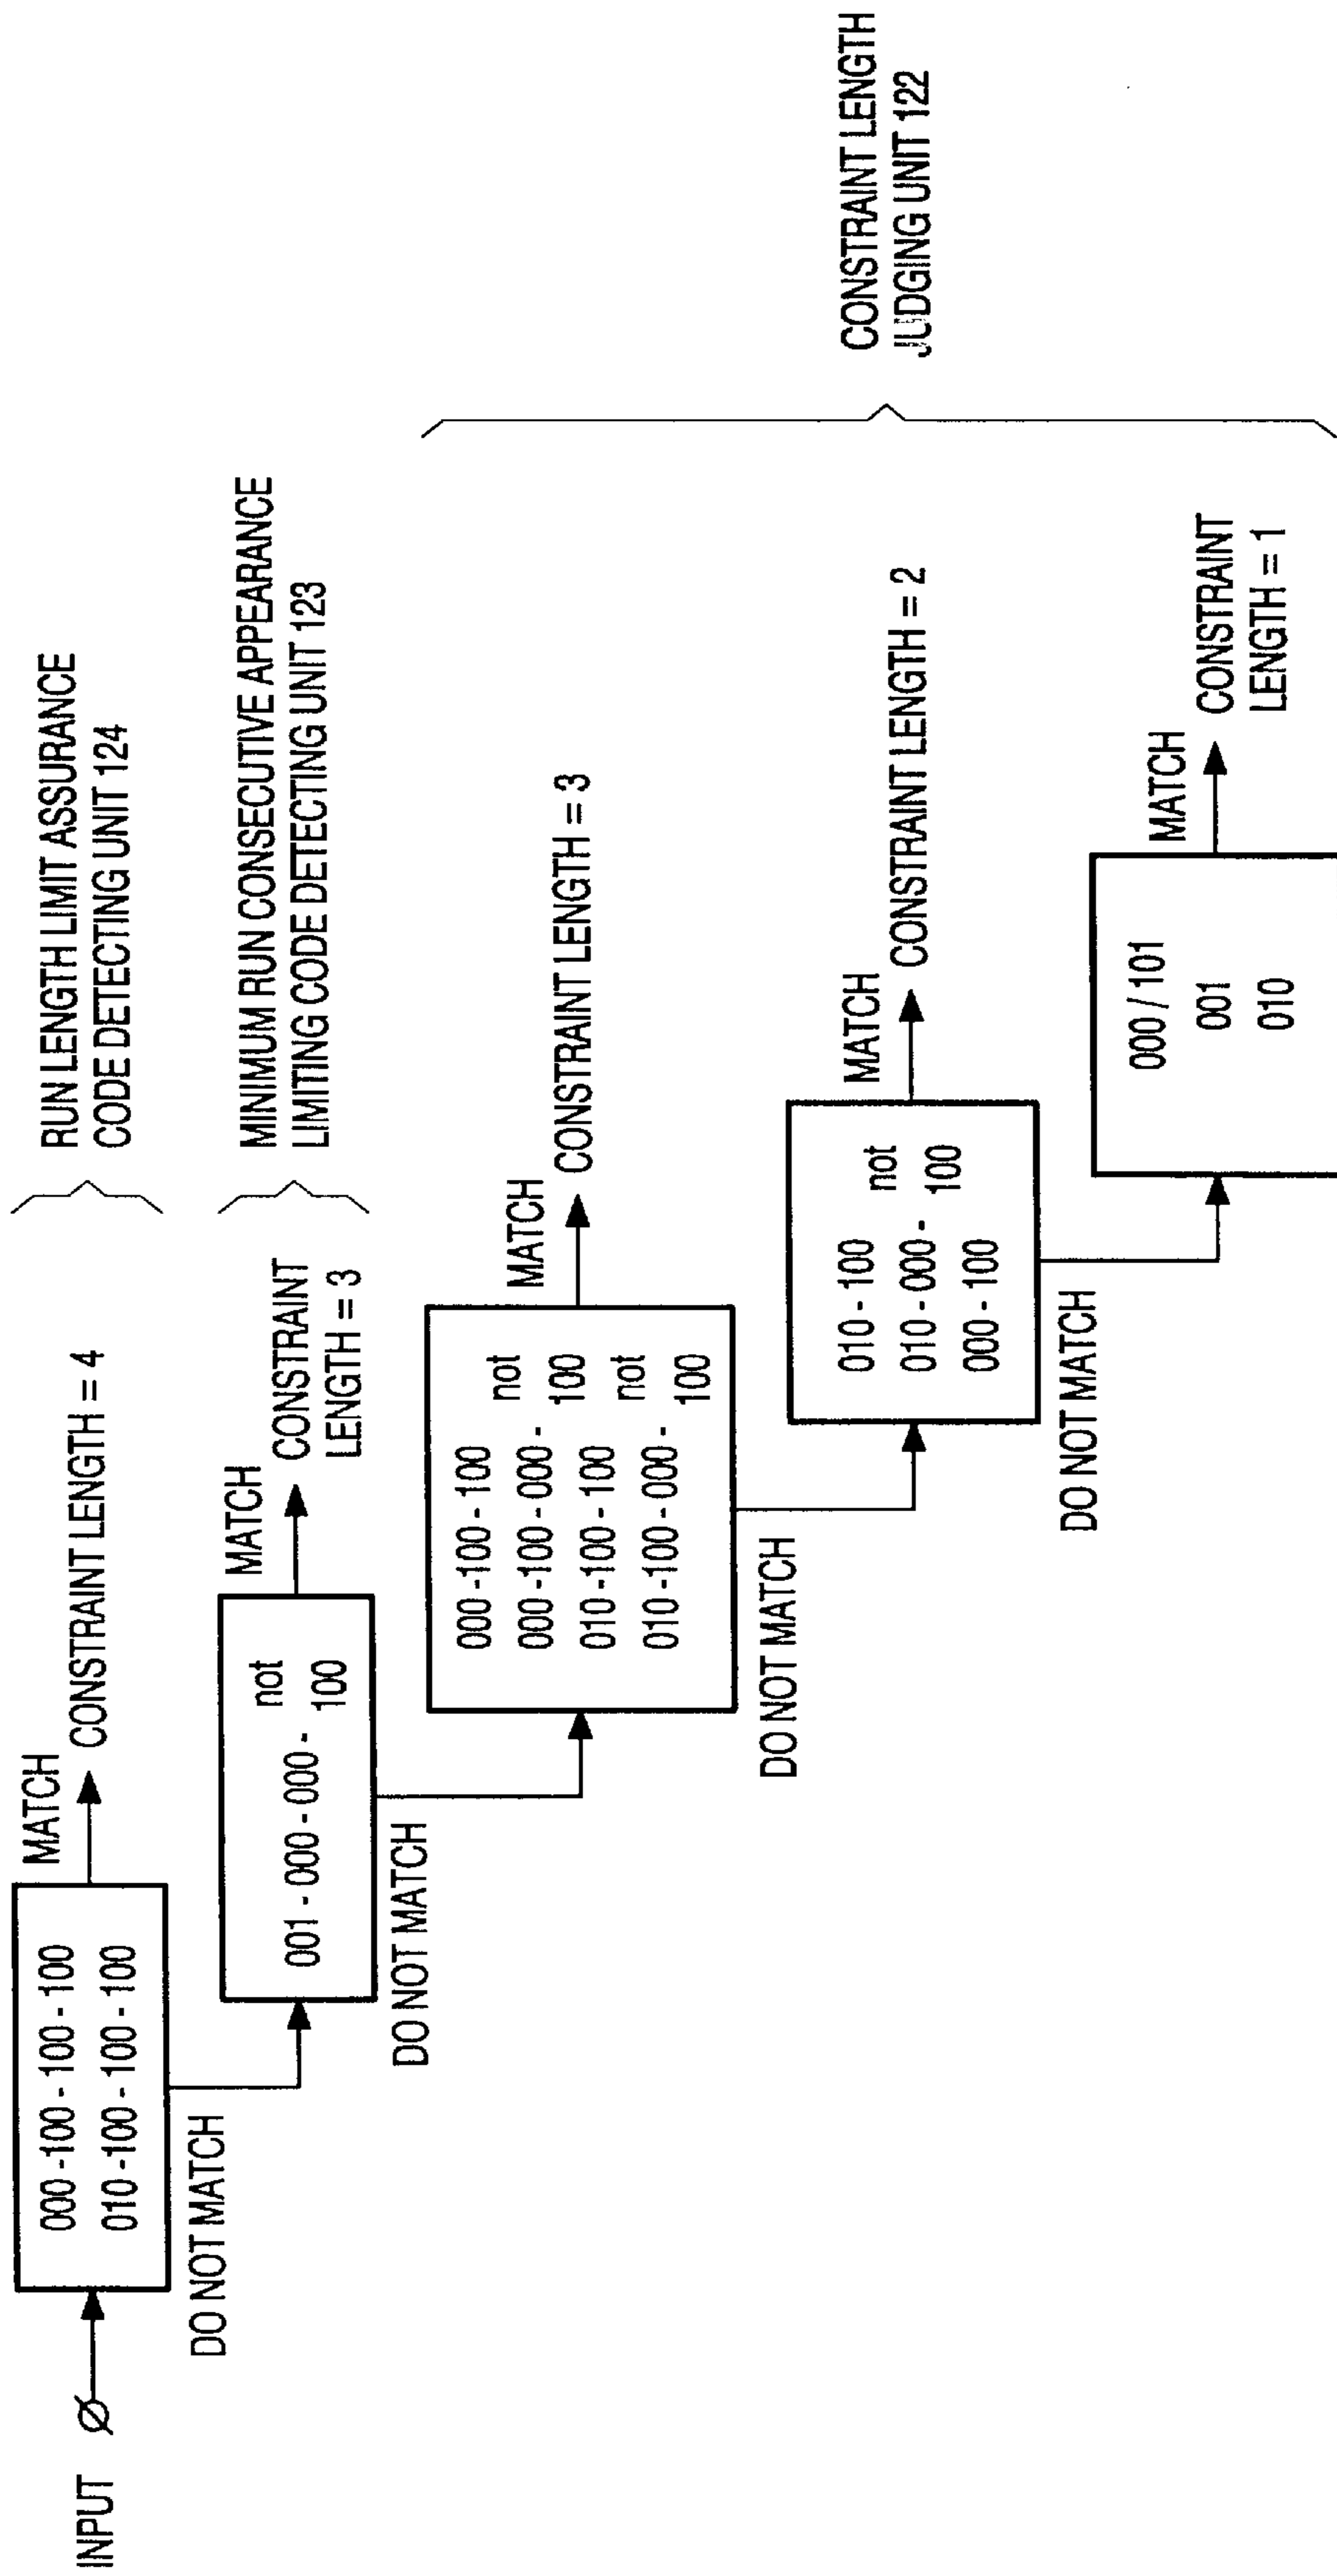 INPUT
000 - 100 - 100 - 100
010 - 100 - 100 - 100
MATCH
CONSTRAINT LENGTH = 4
RUN LENGTH LIMIT ASSURANCE
CODE DETECTING UNIT 124
DO NOT MATCH
not
001 - 000 - 000 - 100
MATCH
CONSTRAINT
LENGTH = 3
MINIMUM RUN CONSECUTIVE APPEARANCE
LIMITING CODE DETECTING UNIT 123
DO NOT MATCH
000 - 100 - 100
not
000 - 100 - 000 - 100
010 - 100 - 100
not
010 - 100 - 000 - 100
MATCH
CONSTRAINT LENGTH = 3
DO NOT MATCH
010 - 100
not
010 - 000 - 100
000 - 100
MATCH
CONSTRAINT LENGTH = 2
DO NOT MATCH
000 / 101
001
010
MATCH
CONSTRAINT
LENGTH = 1
CONSTRAINT LENGTH
JUDGING UNIT 122